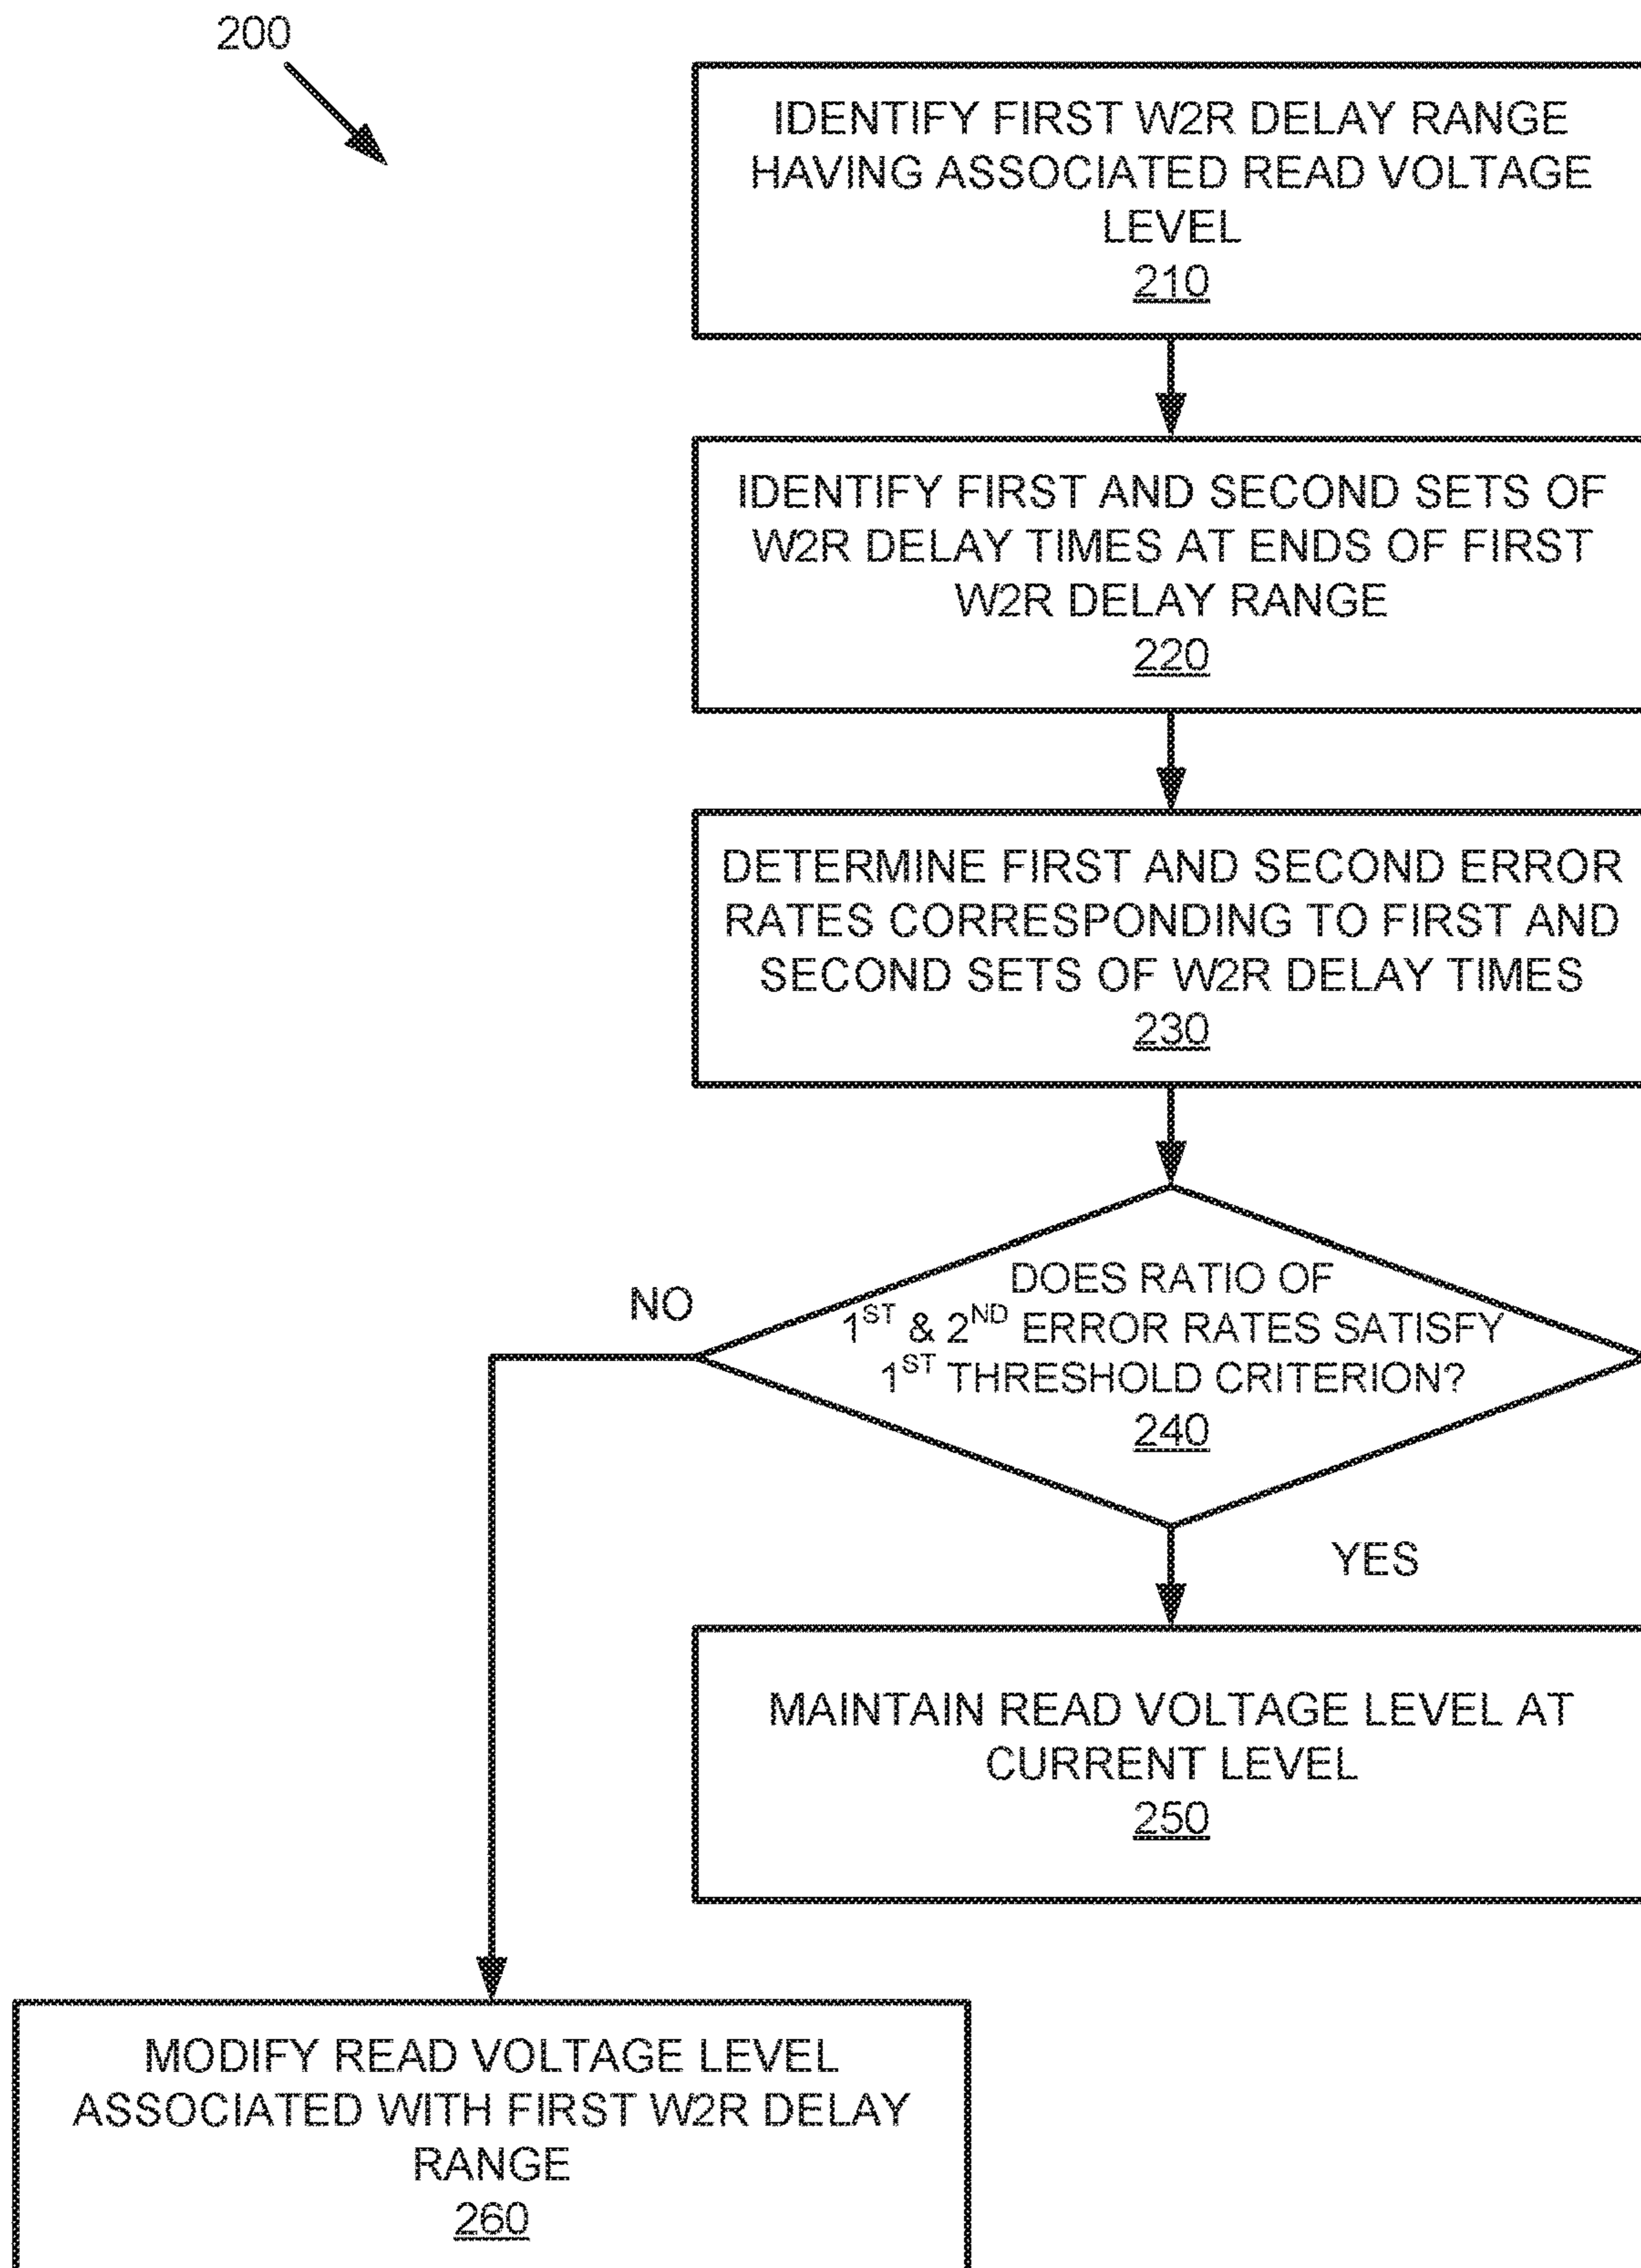 200
IDENTIFY FIRST W2R DELAY RANGE
HAVING ASSOCIATED READ VOLTAGE
LEVEL
210
IDENTIFY FIRST AND SECOND SETS OF
W2R DELAY TIMES AT ENDS OF FIRST
W2R DELAY RANGE
220
DETERMINE FIRST AND SECOND ERROR
RATES CORRESPONDING TO FIRST AND
SECOND SETS OF W2R DELAY TIMES
230
DOES RATIO OF
1ST & 2ND ERROR RATES SATISFY
1ST THRESHOLD CRITERION?
240
NO
YES
MAINTAIN READ VOLTAGE LEVEL AT
CURRENT LEVEL
250
MODIFY READ VOLTAGE LEVEL
ASSOCIATED WITH FIRST W2R DELAY
RANGE
260